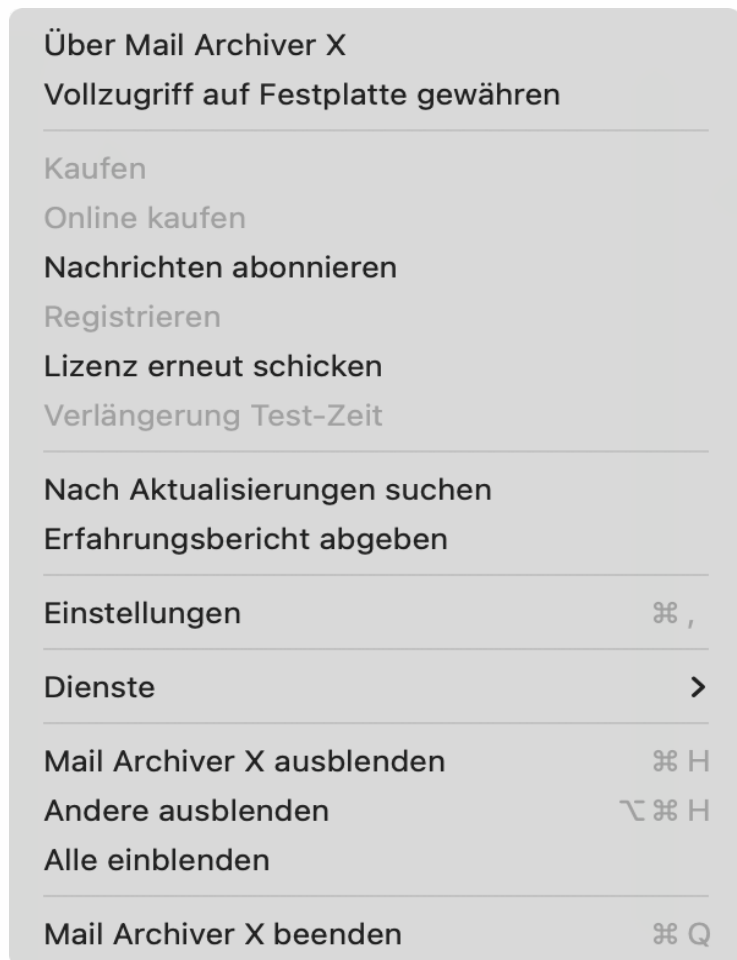 Über Mail Archiver X
Vollzugriff auf Festplatte gewähren
Kaufen
Online kaufen
Nachrichten abonnieren
Registrieren
Lizenz erneut schicken
Verlängerung Test-Zeit
Nach Aktualisierungen suchen
Erfahrungsbericht abgeben
Einstellungen ⌘ ,
Dienste
Mail Archiver X ausblenden ⌘ H
Andere ausblenden ⌥ ⌘ H
Alle einblenden
Mail Archiver X beenden ⌘ Q